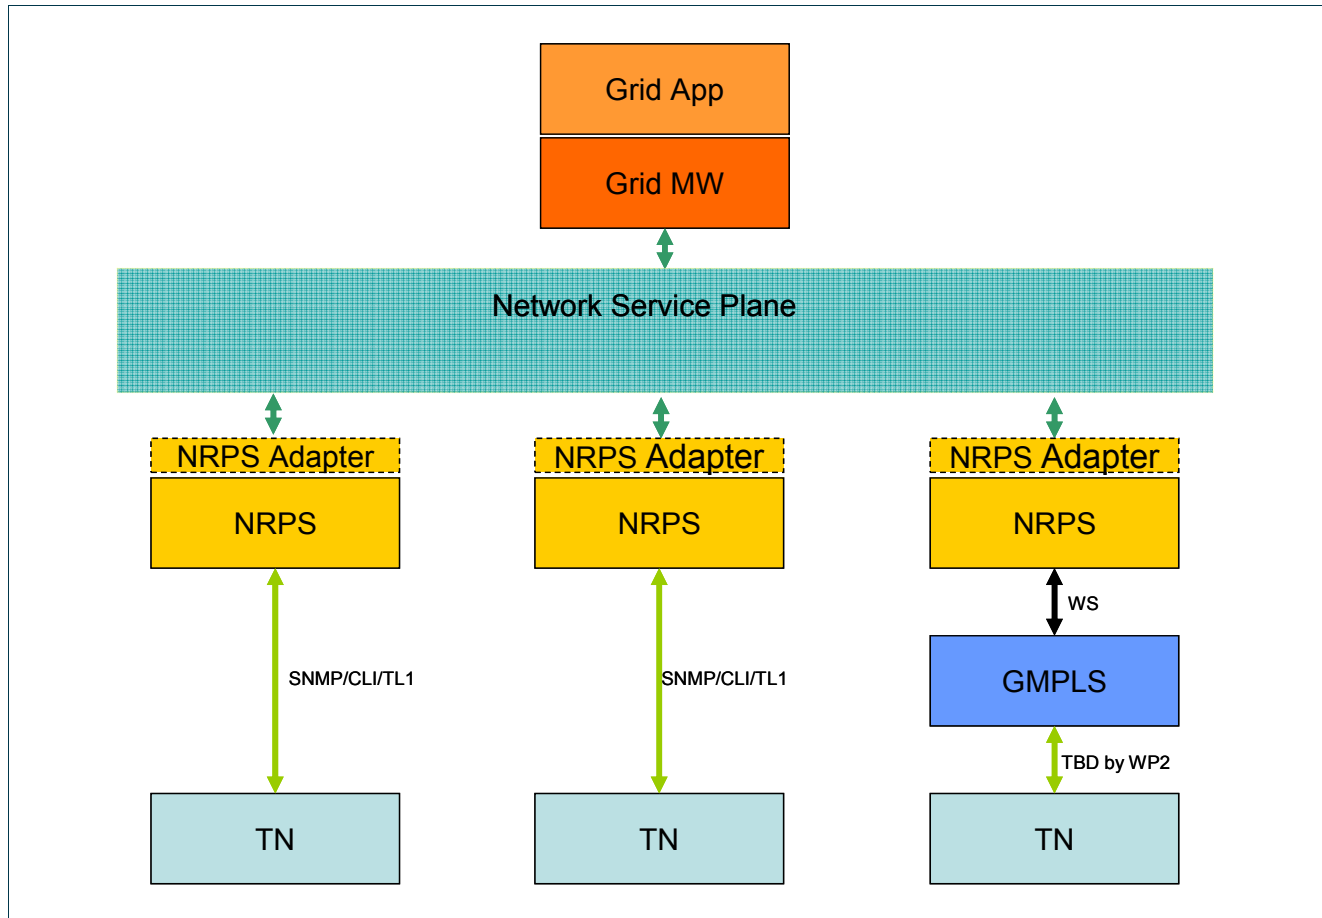 Grid App
Grid MW
Network Service Plane
NRPS Adapter
NRPS Adapter
NRPS Adapter
NRPS
NRPS
NRPS
WS
SNMP/CLI/TL1
SNMP/CLI/TL1
GMPLS
TBD by WP2
TN
TN
TN